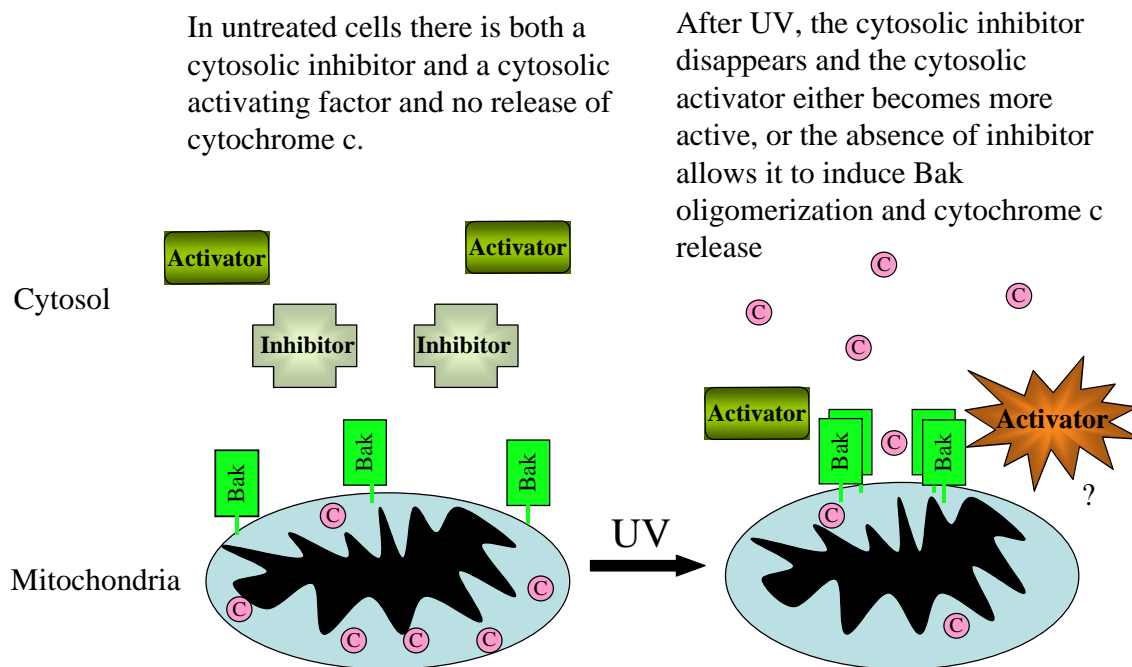 In untreated cells there is both a
cytosolic inhibitor and a cytosolic
activating factor and no release of
cytochrome c.
After UV, the cytosolic inhibitor
disappears and the cytosolic
activator either becomes more
active, or the absence of inhibitor
allows it to induce Bak
oligomerization and cytochrome c
release
Activator
Activator
Cytosol
Inhibitor
Inhibitor
C
C
C
C
Activator
Activator
?
Bak
Bak
Bak
Bak
Bak
C
UV
Mitochondria
C
C
C
C
C
C
C
C